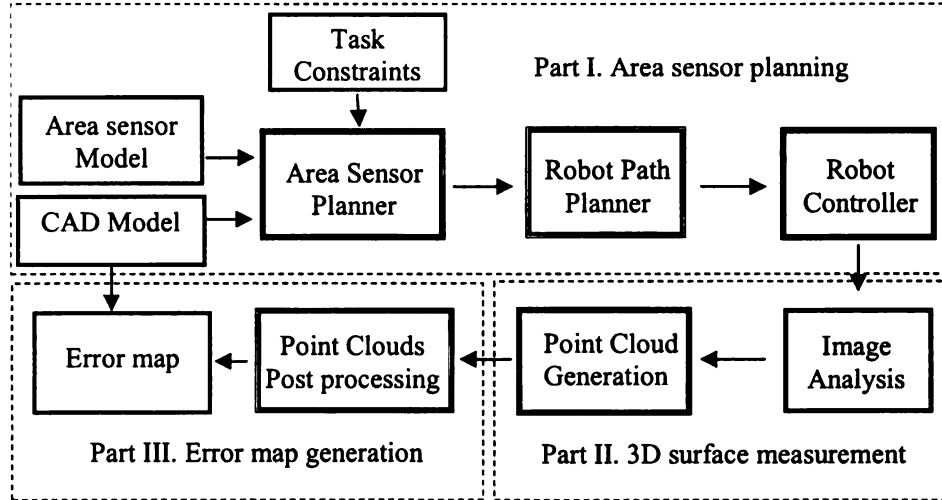 Task
Constraints
Part I. Area sensor planning
Area sensor
Model
Area Sensor
Planner
Robot Path
Planner
Robot
Controller
CAD Model
Error map
Point Clouds
Post processing
Point Cloud
Generation
Image
Analysis
Part III. Error map generation
Part II. 3D surface measurement